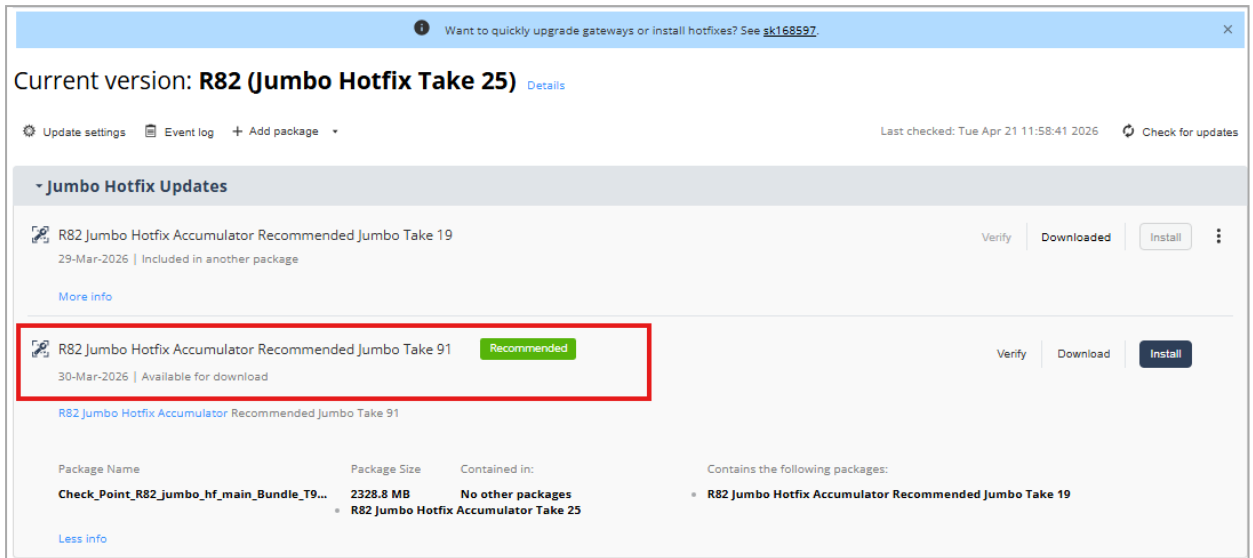 Want to quickly upgrade gateways or install hotfixes? See sk168597.
Current version: R82 (Jumbo Hotfix Take 25) Details
Update settings Event log + Add package Last checked: Tue Apr 21 11:58:41 2026 Check for updates
Jumbo Hotfix Updates
R82 Jumbo Hotfix Accumulator Recommended Jumbo Take 19 Verify Downloaded Install
29-Mar-2026 | Included in another package
More info
R82 Jumbo Hotfix Accumulator Recommended Jumbo Take 91 Recommended Verify Download Install
30-Mar-2026 | Available for download
R82 Jumbo Hotfix Accumulator Recommended Jumbo Take 91
Package Name Package Size Contained in: Contains the following packages:
Check_Point_R82_jumbo_hf_main_Bundle_T9... 2328.8 MB No other packages • R82 Jumbo Hotfix Accumulator Recommended Jumbo Take 19
• R82 Jumbo Hotfix Accumulator Take 25
Less info